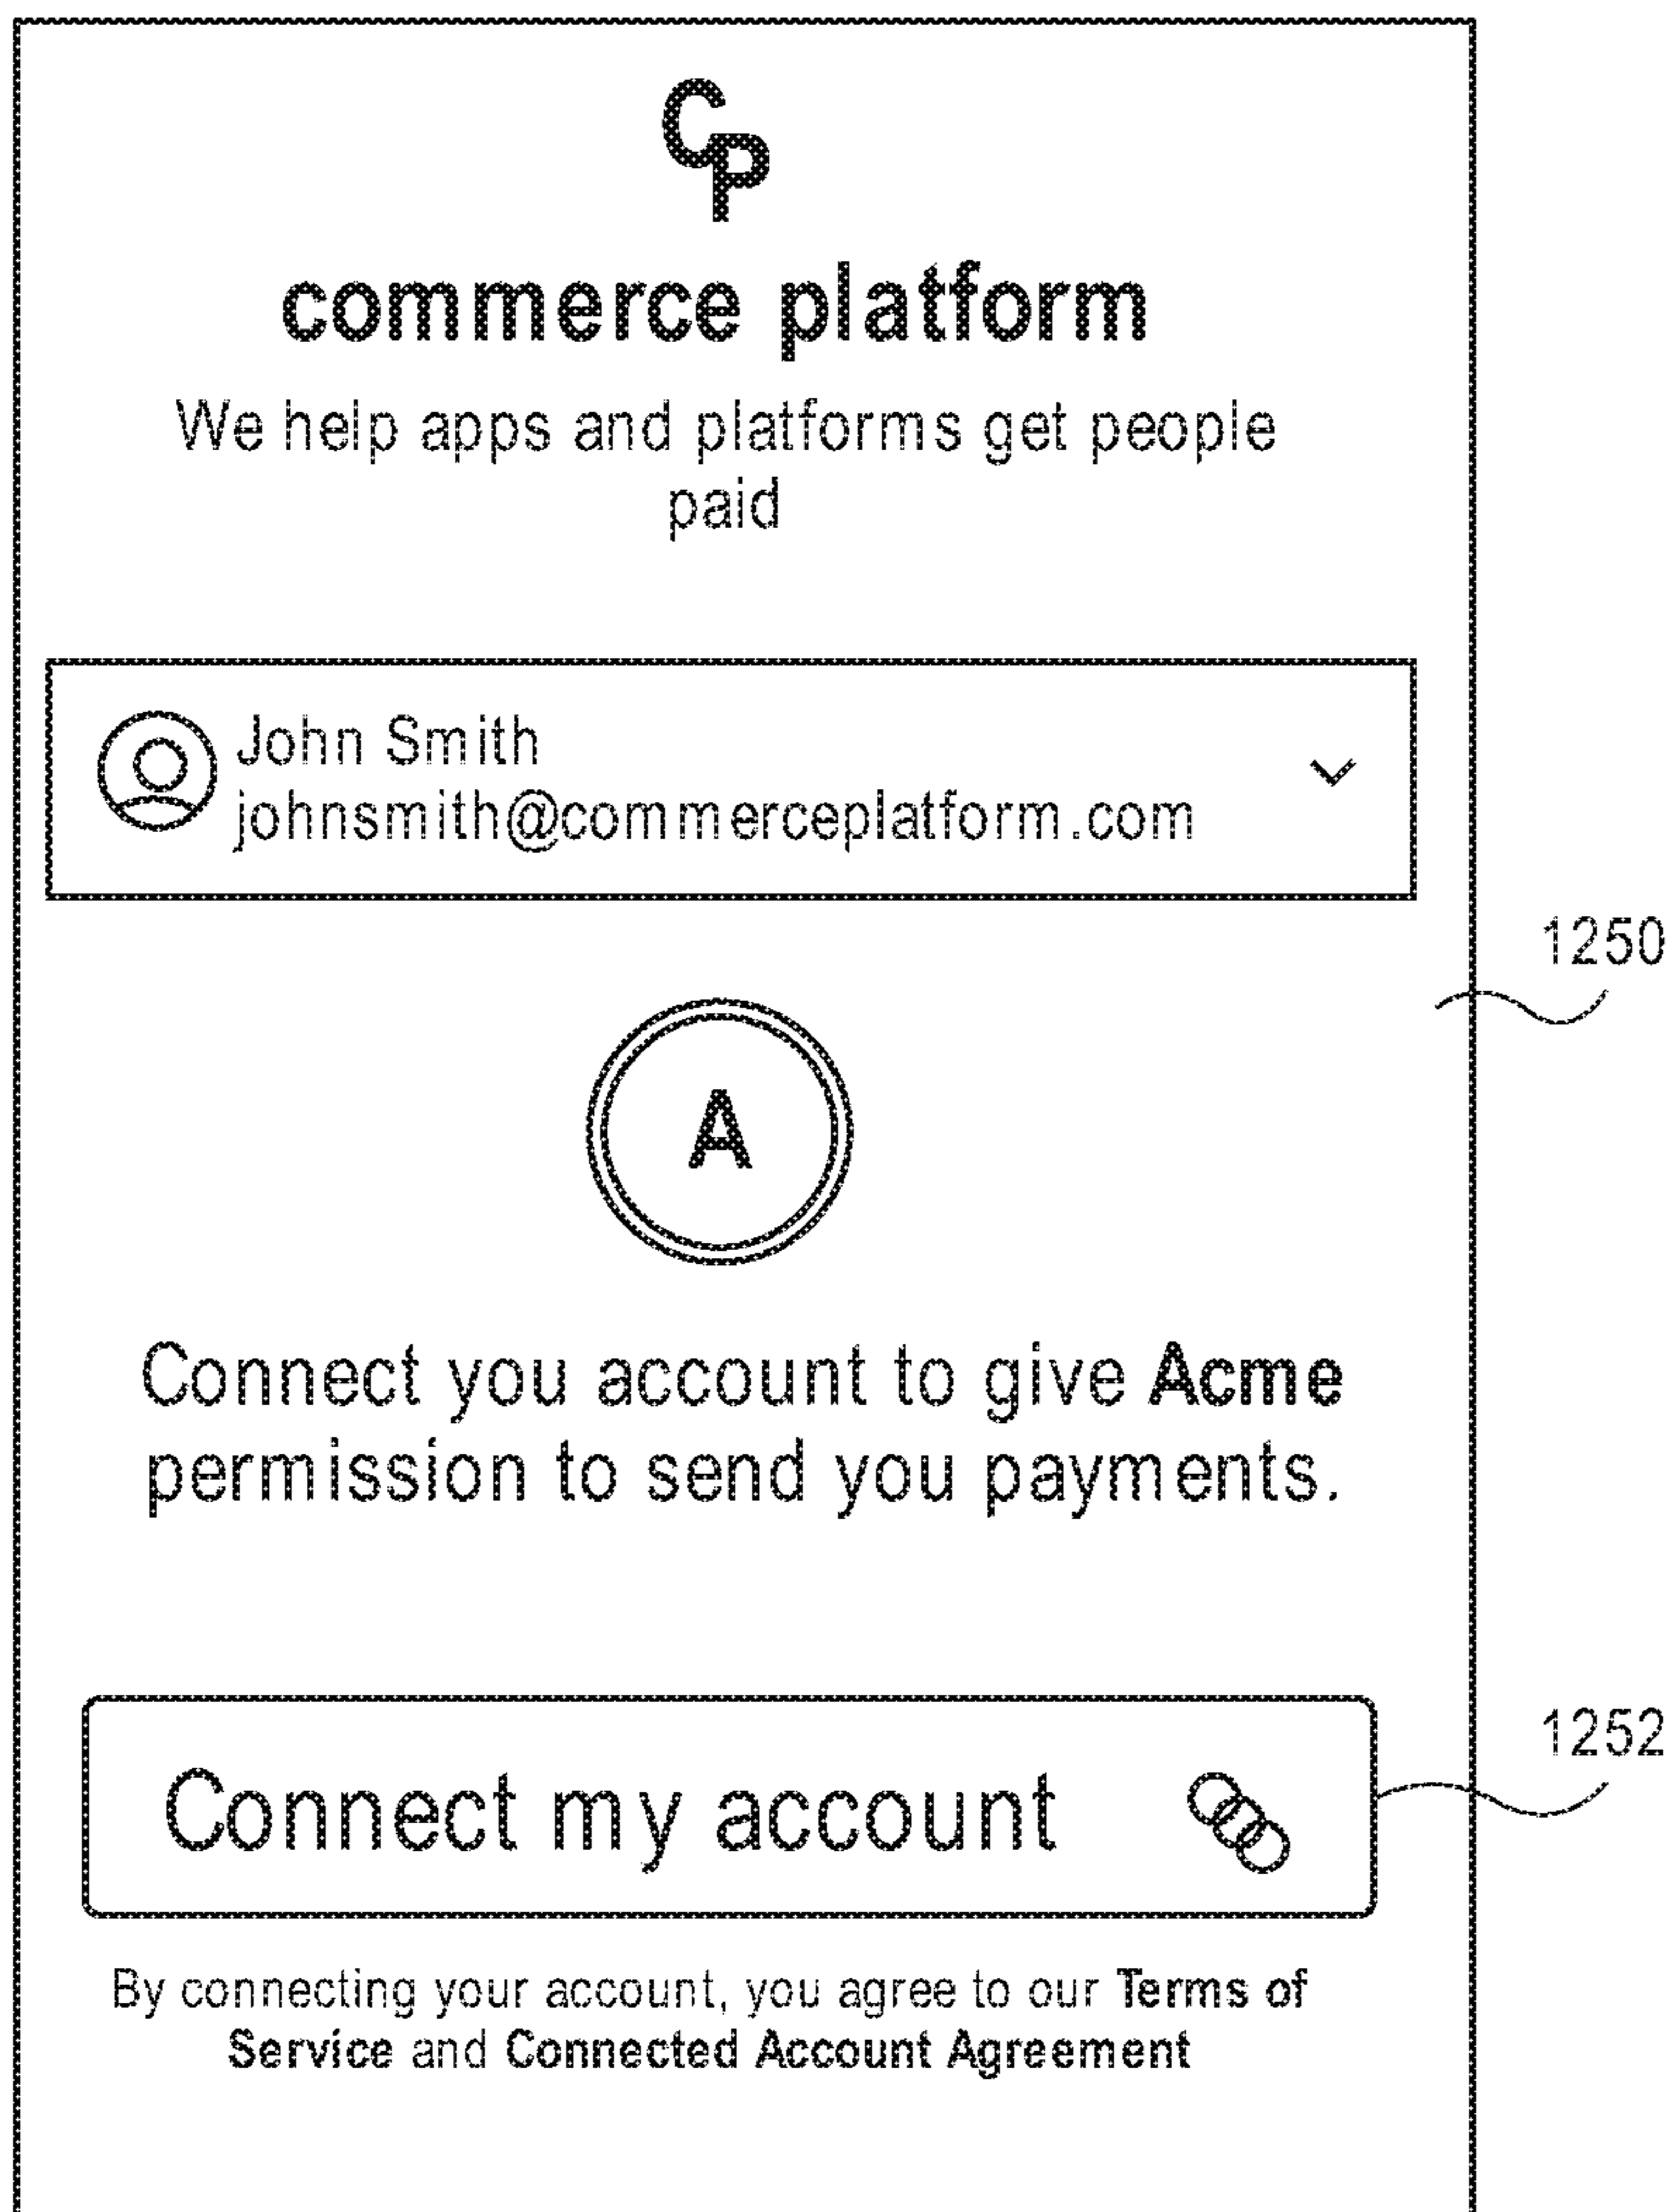 CP
commerce platform
We help apps and platforms get people
paid
John Smith
johnsmith@commerceplatform.com
1250
A
Connect you account to give Acme
permission to send you payments.
1252
Connect my account
By connecting your account, you agree to our Terms of
Service and Connected Account Agreement